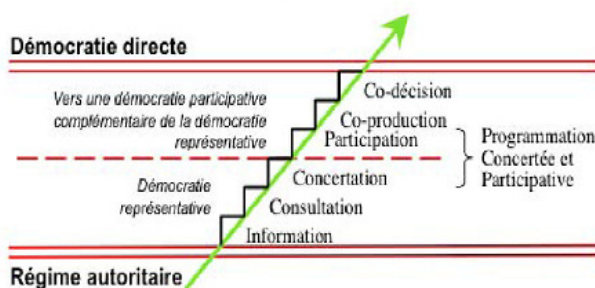 Démocratie directe
Vers une démocratie participative
complémentaire de la démocratie
représentative
Co-décision
Co-production
Participation
Programmation
Concertée et
Participative
Démocratie
représentative
Concertation
Consultation
Information
Régime autoritaire